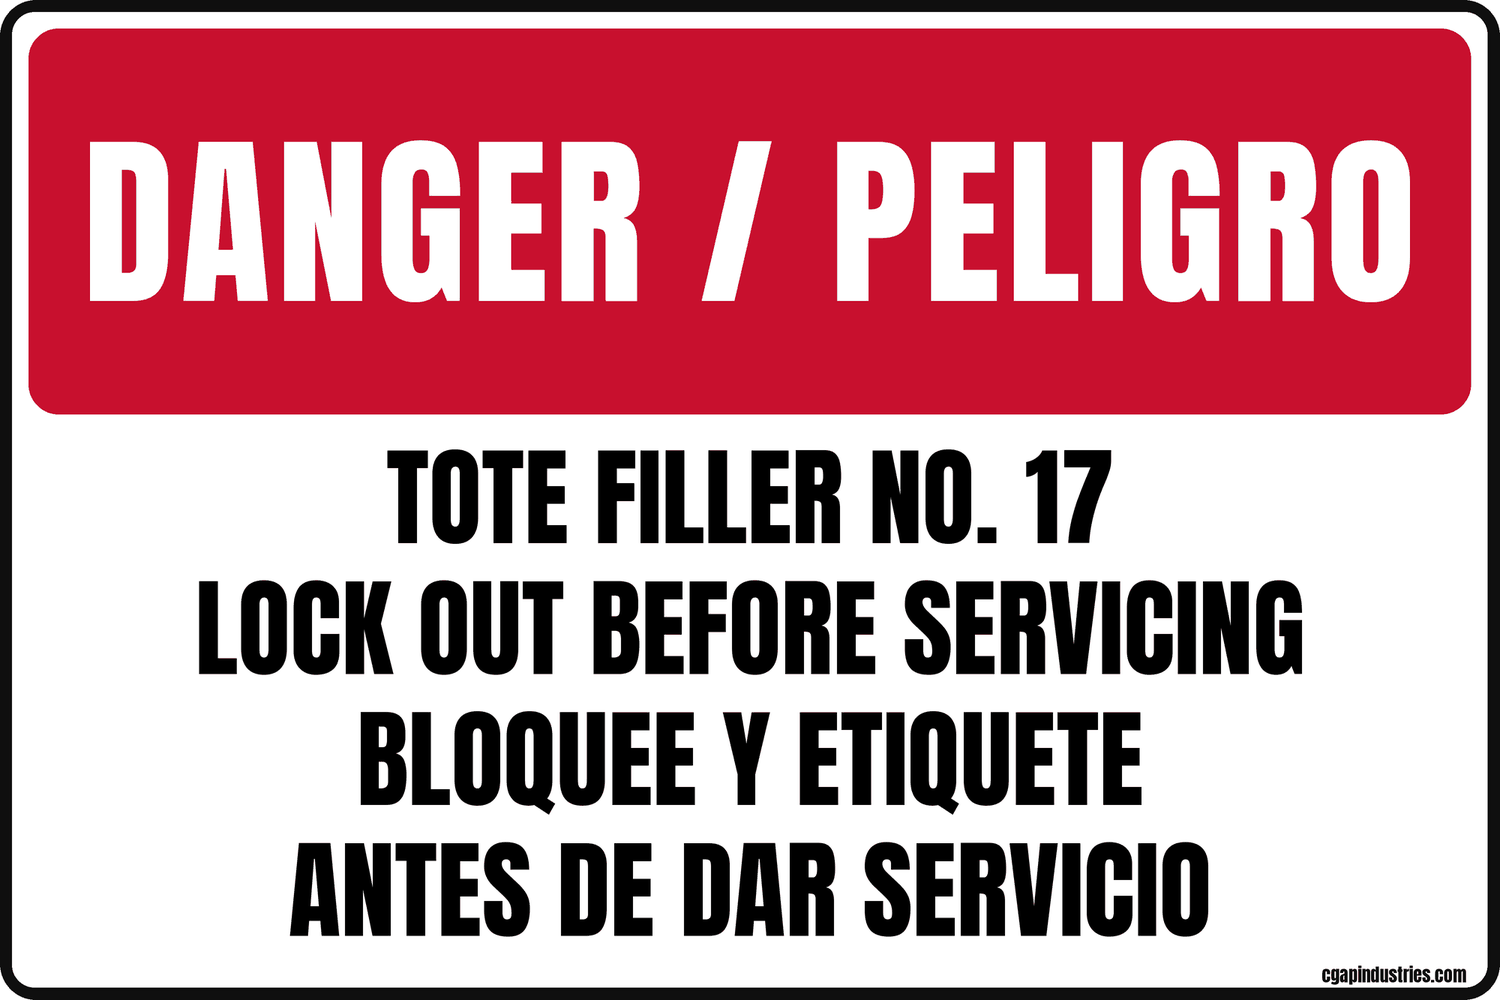 DANGER / PELIGRO
TOTE FILLER NO. 17
LOCK OUT BEFORE SERVICING
BLOQUEE Y ETIQUETE
ANTES DE DAR SERVICIO
cgapindustries.com